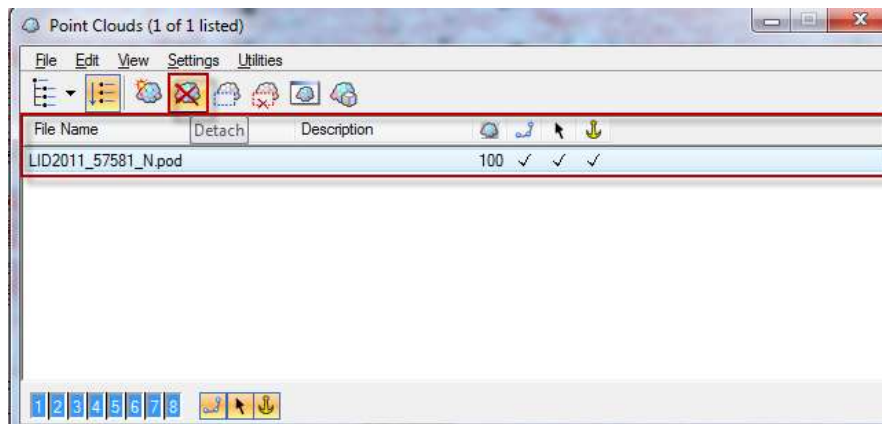 Point Clouds (1 of 1 listed)
File Edit View Settings Utilities
File Name Detach Description
LID2011_57581_N.pod 100
1 2 3 4 5 6 7 8